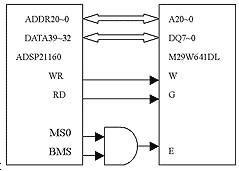 ADDR20~0 A20~0
DATA39~32 DQ7~0
ADSP21160 M29W641DL
WR W
RD G
MS0
BMS E